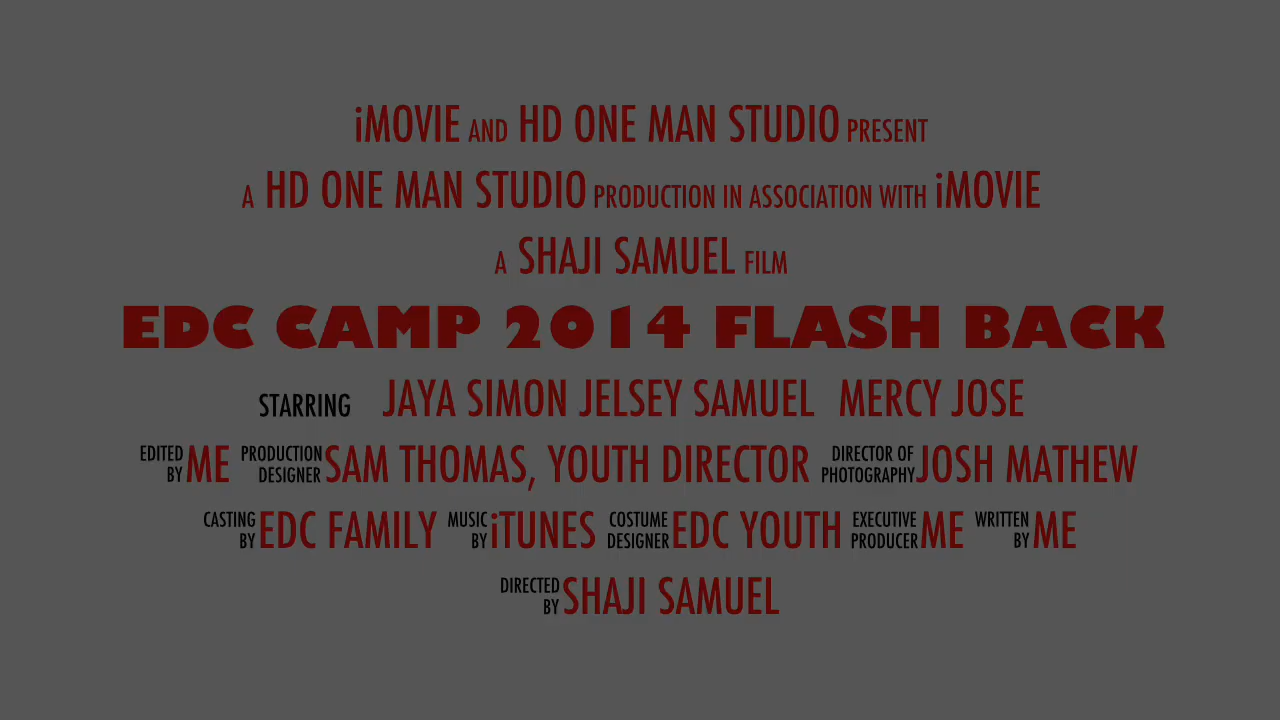 iMOVIE AND HD ONE MAN STUDIO PRESENT
A HD ONE MAN STUDIO PRODUCTION IN ASSOCIATION WITH iMOVIE
A SHAJI SAMUEL FILM
EDC CAMP 2014 FLASH BACK
STARRING JAYA SIMON JELSEY SAMUEL MERCY JOSE
EDITED BY ME PRODUCTION DESIGNER SAM THOMAS, YOUTH DIRECTOR DIRECTOR OF PHOTOGRAPHY JOSH MATHEW
CASTING BY EDC FAMILY MUSIC BY iTUNES COSTUME DESIGNER EDC YOUTH EXECUTIVE PRODUCER ME WRITTEN BY ME
DIRECTED BY SHAJI SAMUEL